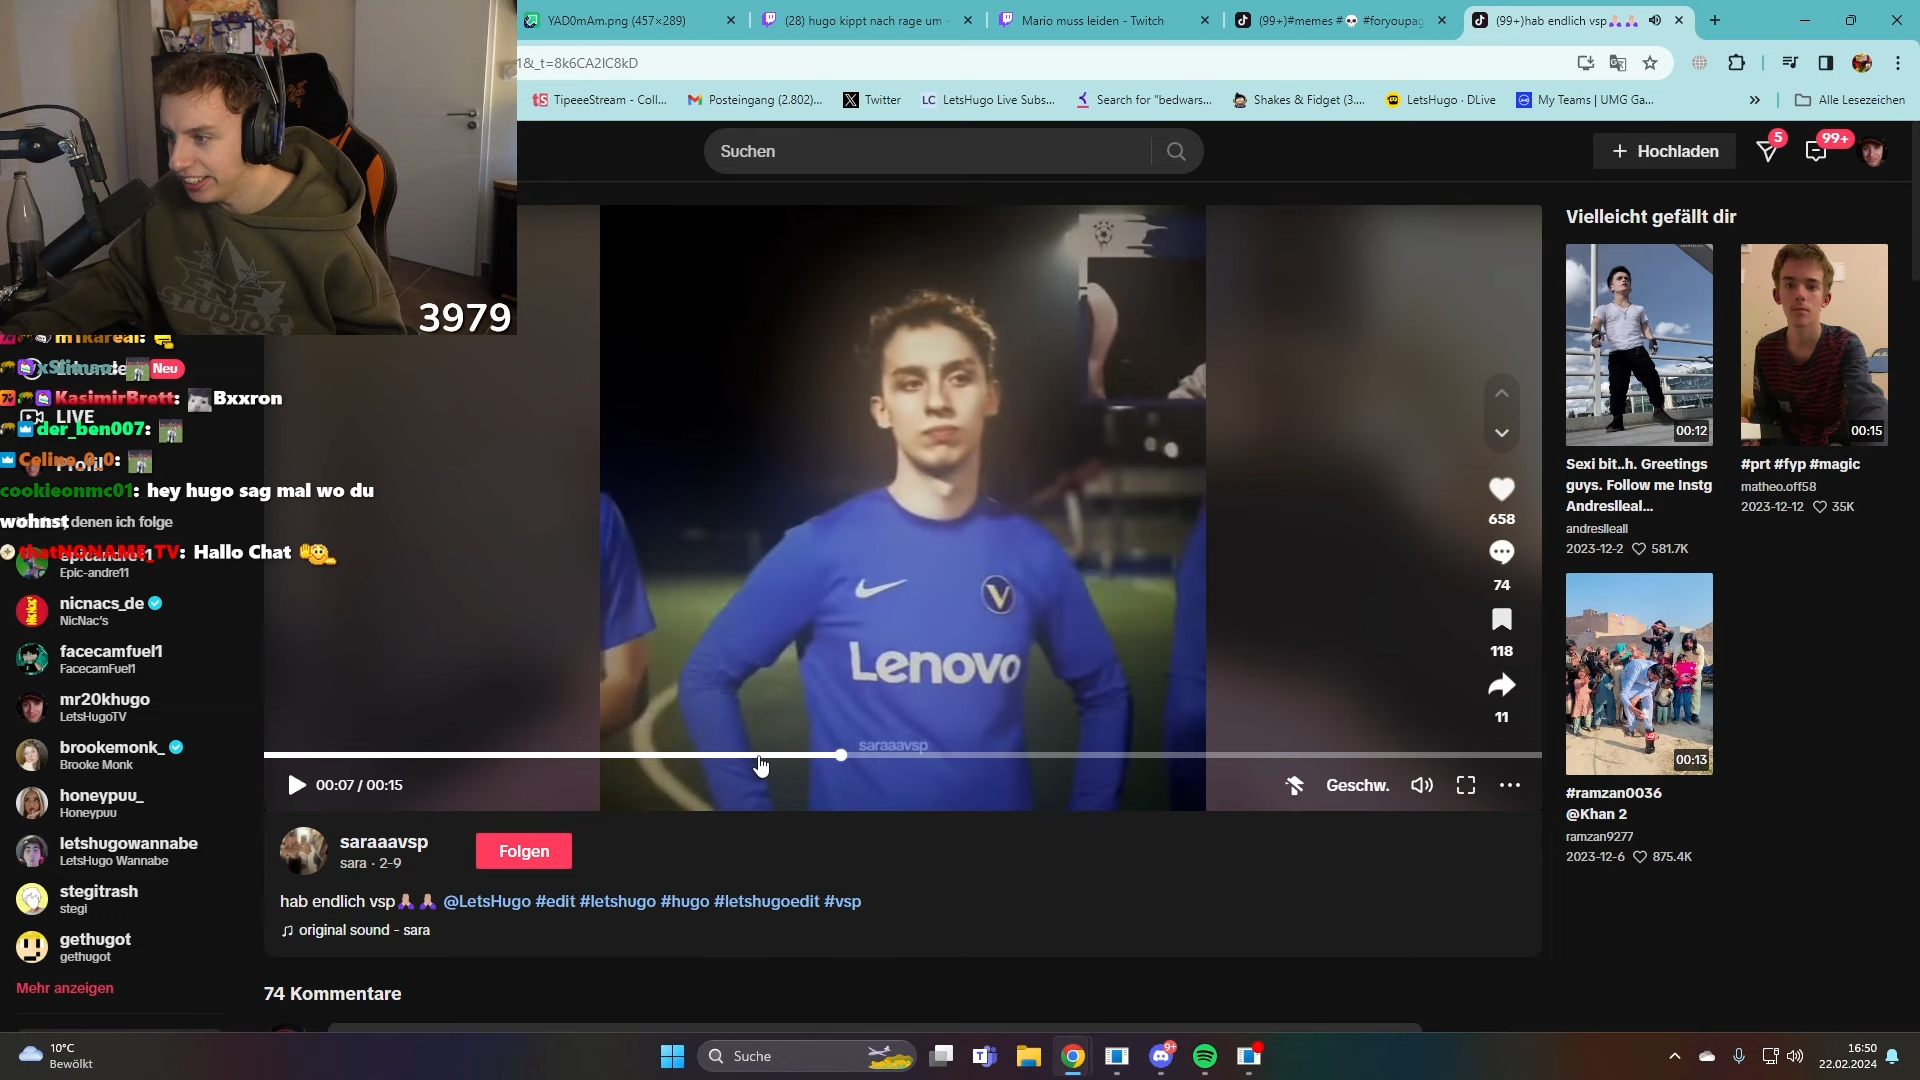 YAD0mAm.png (457×289)
(28) hugo kippt nach rage um -
Mario muss leiden - Twitch
(99+)#memes #💀 #foryoupag
(99+)hab endlich vsp🙏🏻🙏🏻
1&_t=8k6CA2IC8kD
TipeeeStream - Coll...
Posteingang (2.802)...
Twitter
LC LetsHugo Live Subs...
Search for "bedwars...
Shakes & Fidget (3....
LetsHugo · DLive
My Teams | UMG Ga...
»
Alle Lesezeichen
Suchen
+ Hochladen
5
99+
3979
m1kareal:
Neu
KasimirBrett: Bxxron
LIVE
der_ben007:
Celine_0_0:
Profil
cookieonmc01: hey hugo sag mal wo du
wohnst
denen ich folge
thatN0NAME_TV: Hallo Chat
epicandre11
Epic-andre11
nicnacs_de
NicNac's
facecamfuel1
FacecamFuel1
mr20khugo
LetsHugoTV
brookemonk_
Brooke Monk
honeypuu_
Honeypuu
letshugowannabe
LetsHugo Wannabe
stegitrash
stegi
gethugot
gethugot
Mehr anzeigen
V
Lenovo
saraaavsp
658
74
118
11
00:07 / 00:15
Geschw.
saraaavsp
sara · 2-9
Folgen
hab endlich vsp🙏🏻🙏🏻 @LetsHugo #edit #letshugo #hugo #letshugoedit #vsp
♫ original sound - sara
74 Kommentare
Vielleicht gefällt dir
00:12
Sexi bit..h. Greetings
guys. Follow me Instg
Andreslleal...
andreslleall
2023-12-2 581.7K
00:15
#prt #fyp #magic
matheo.off58
2023-12-12 35K
00:13
#ramzan0036
@Khan 2
ramzan9277
2023-12-6 875.4K
10°C
Bewölkt
Suche
9+
16:50
22.02.2024